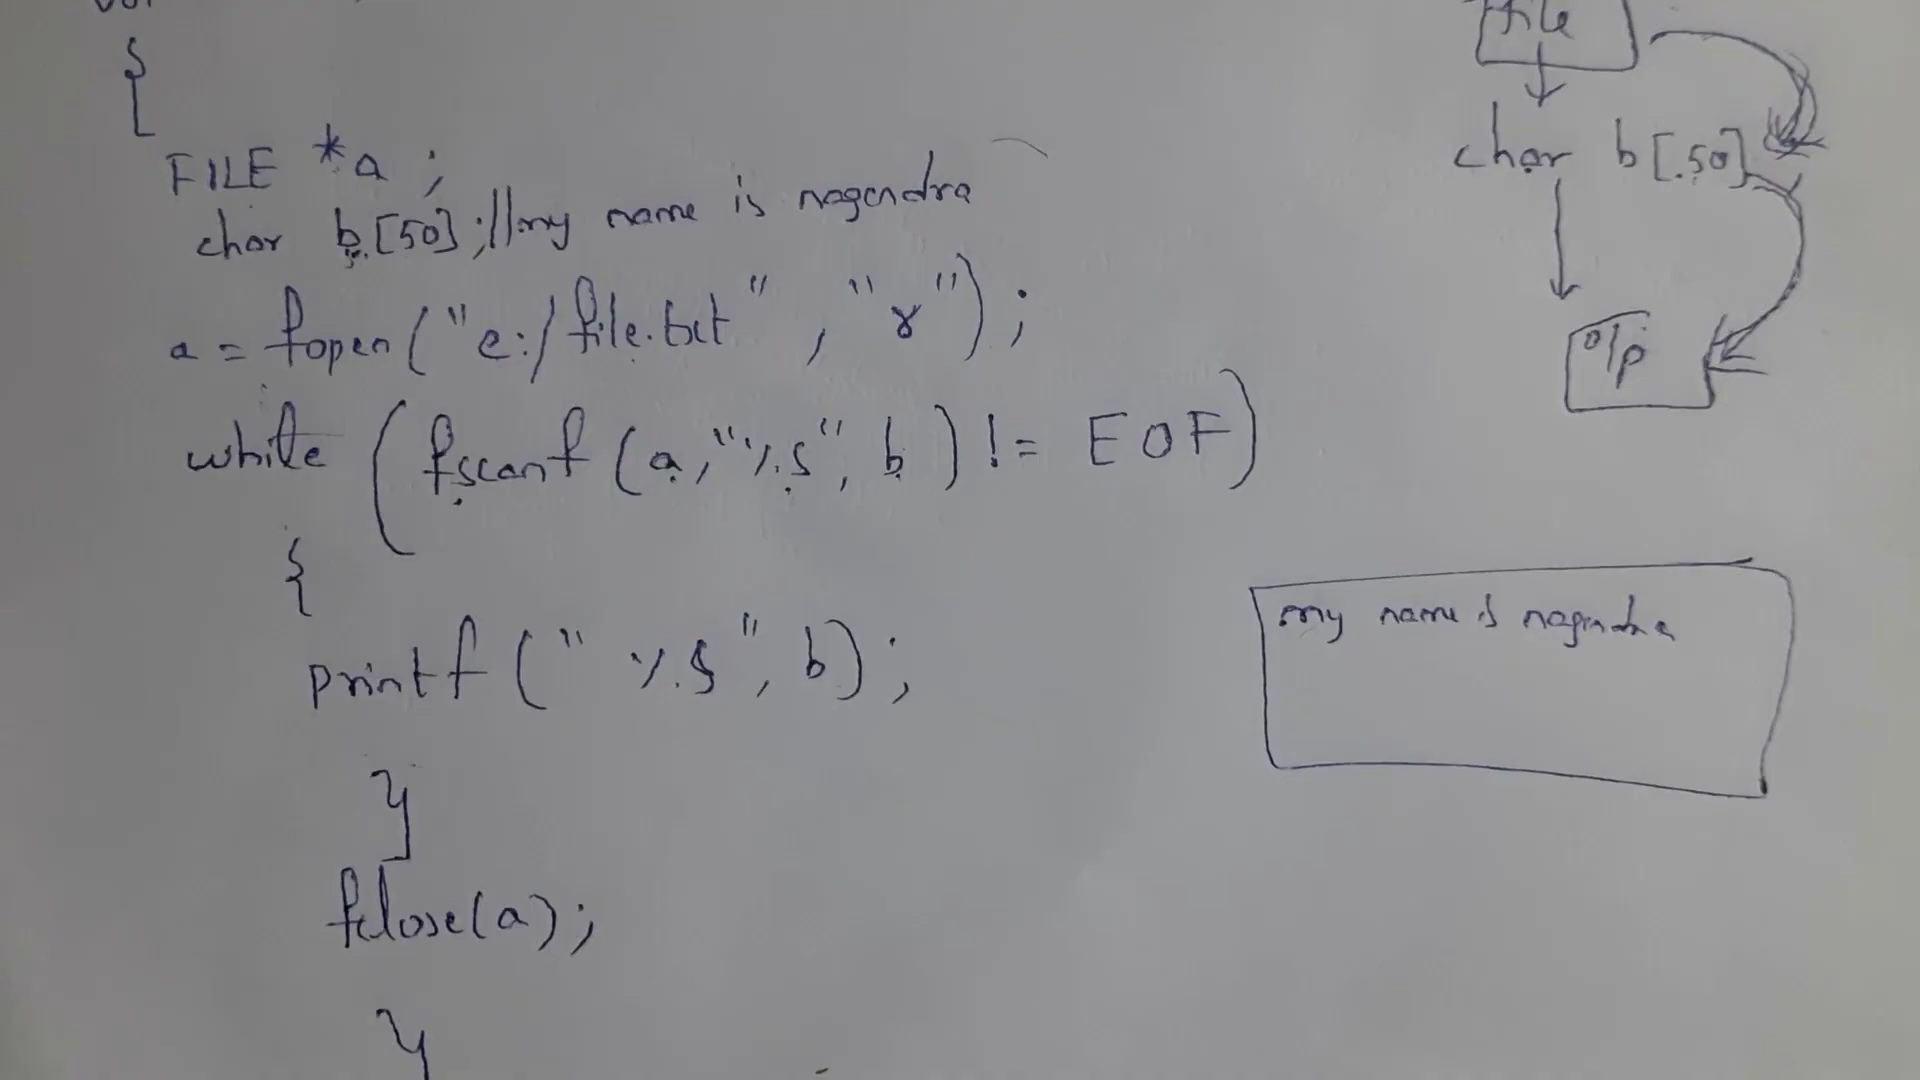 {
FILE *a ;
char b[50];//my name is nagendra
a = fopen("e:/file.txt" , "r");
while (fscanf(a,"%s", b) != EOF)
{
printf (" %s", b);
}
fclose(a);
}
file
char b[50]
o/p
my name is nagendra